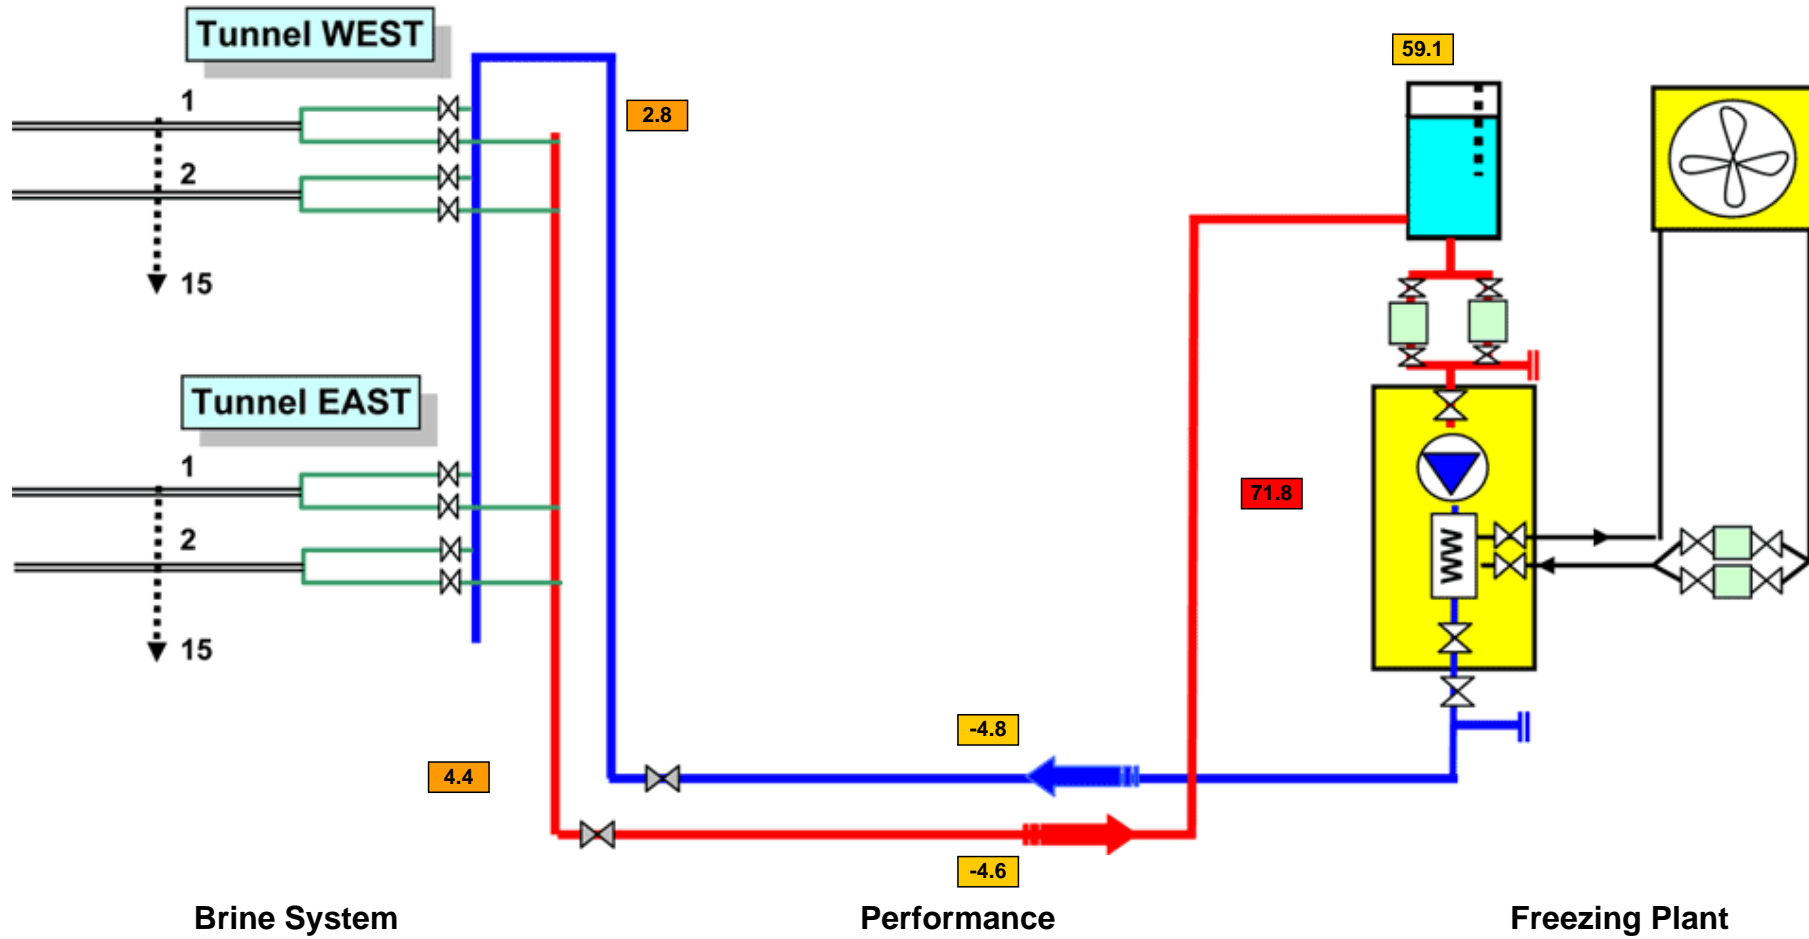 Tunnel WEST
59.1
1
2.8
2
15
Tunnel EAST
1
71.8
2
15
-4.8
4.4
-4.6
Brine System
Performance
Freezing Plant